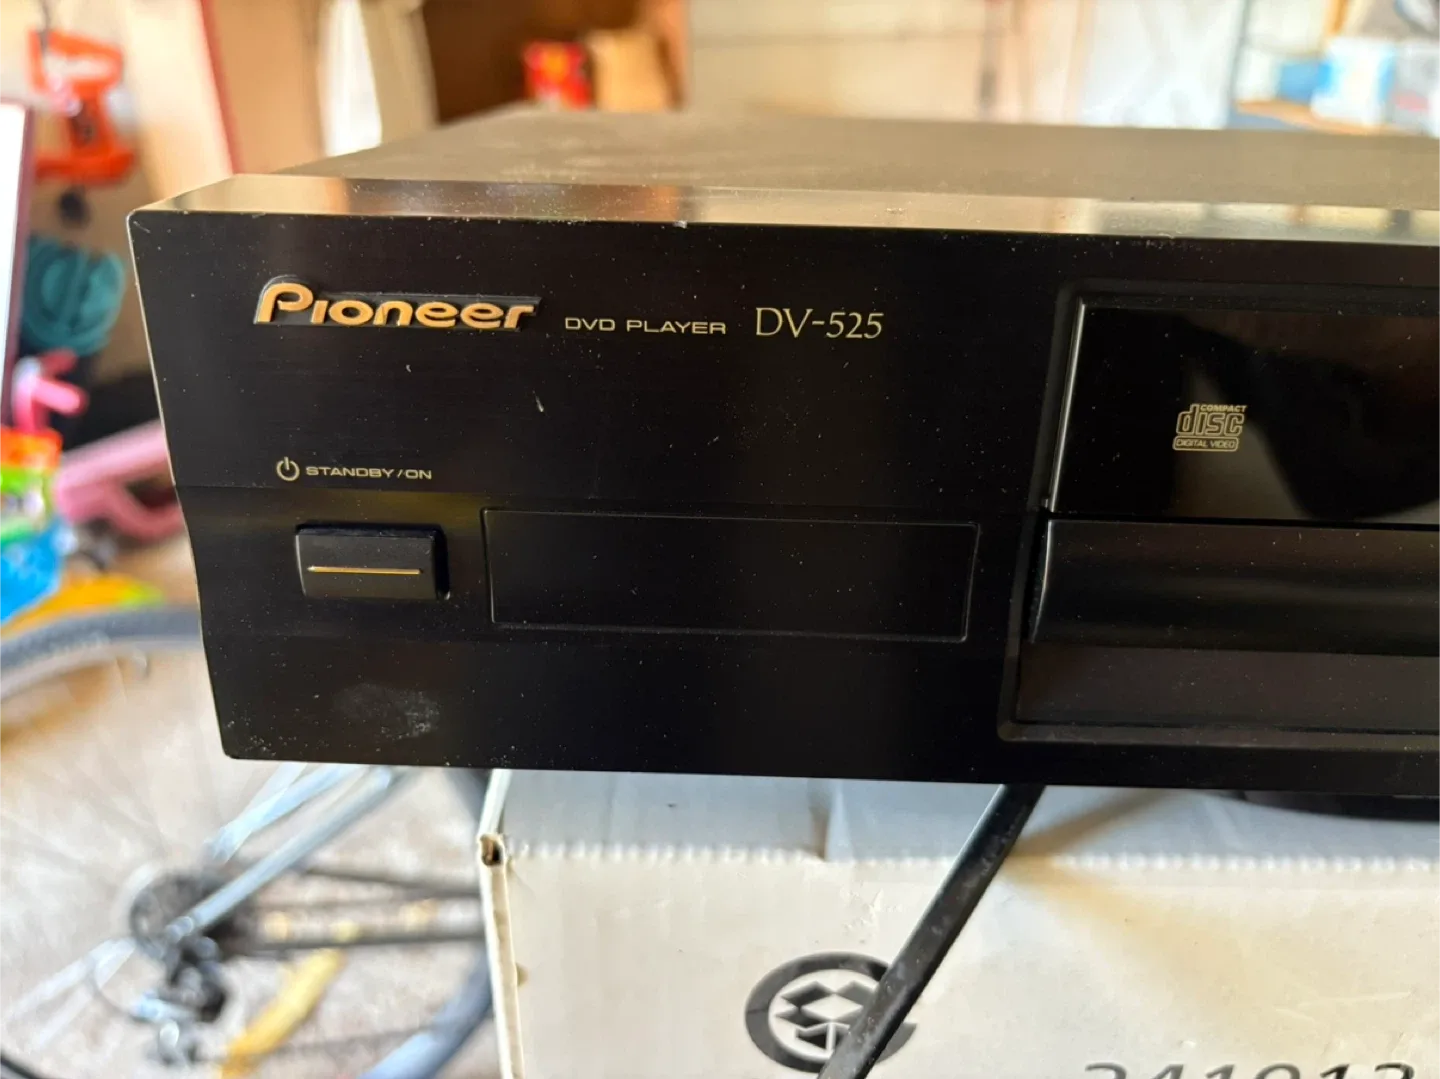 Pioneer DVD PLAYER DV-525
COMPACT
disc
DIGITAL VIDEO
STANDBY/ON